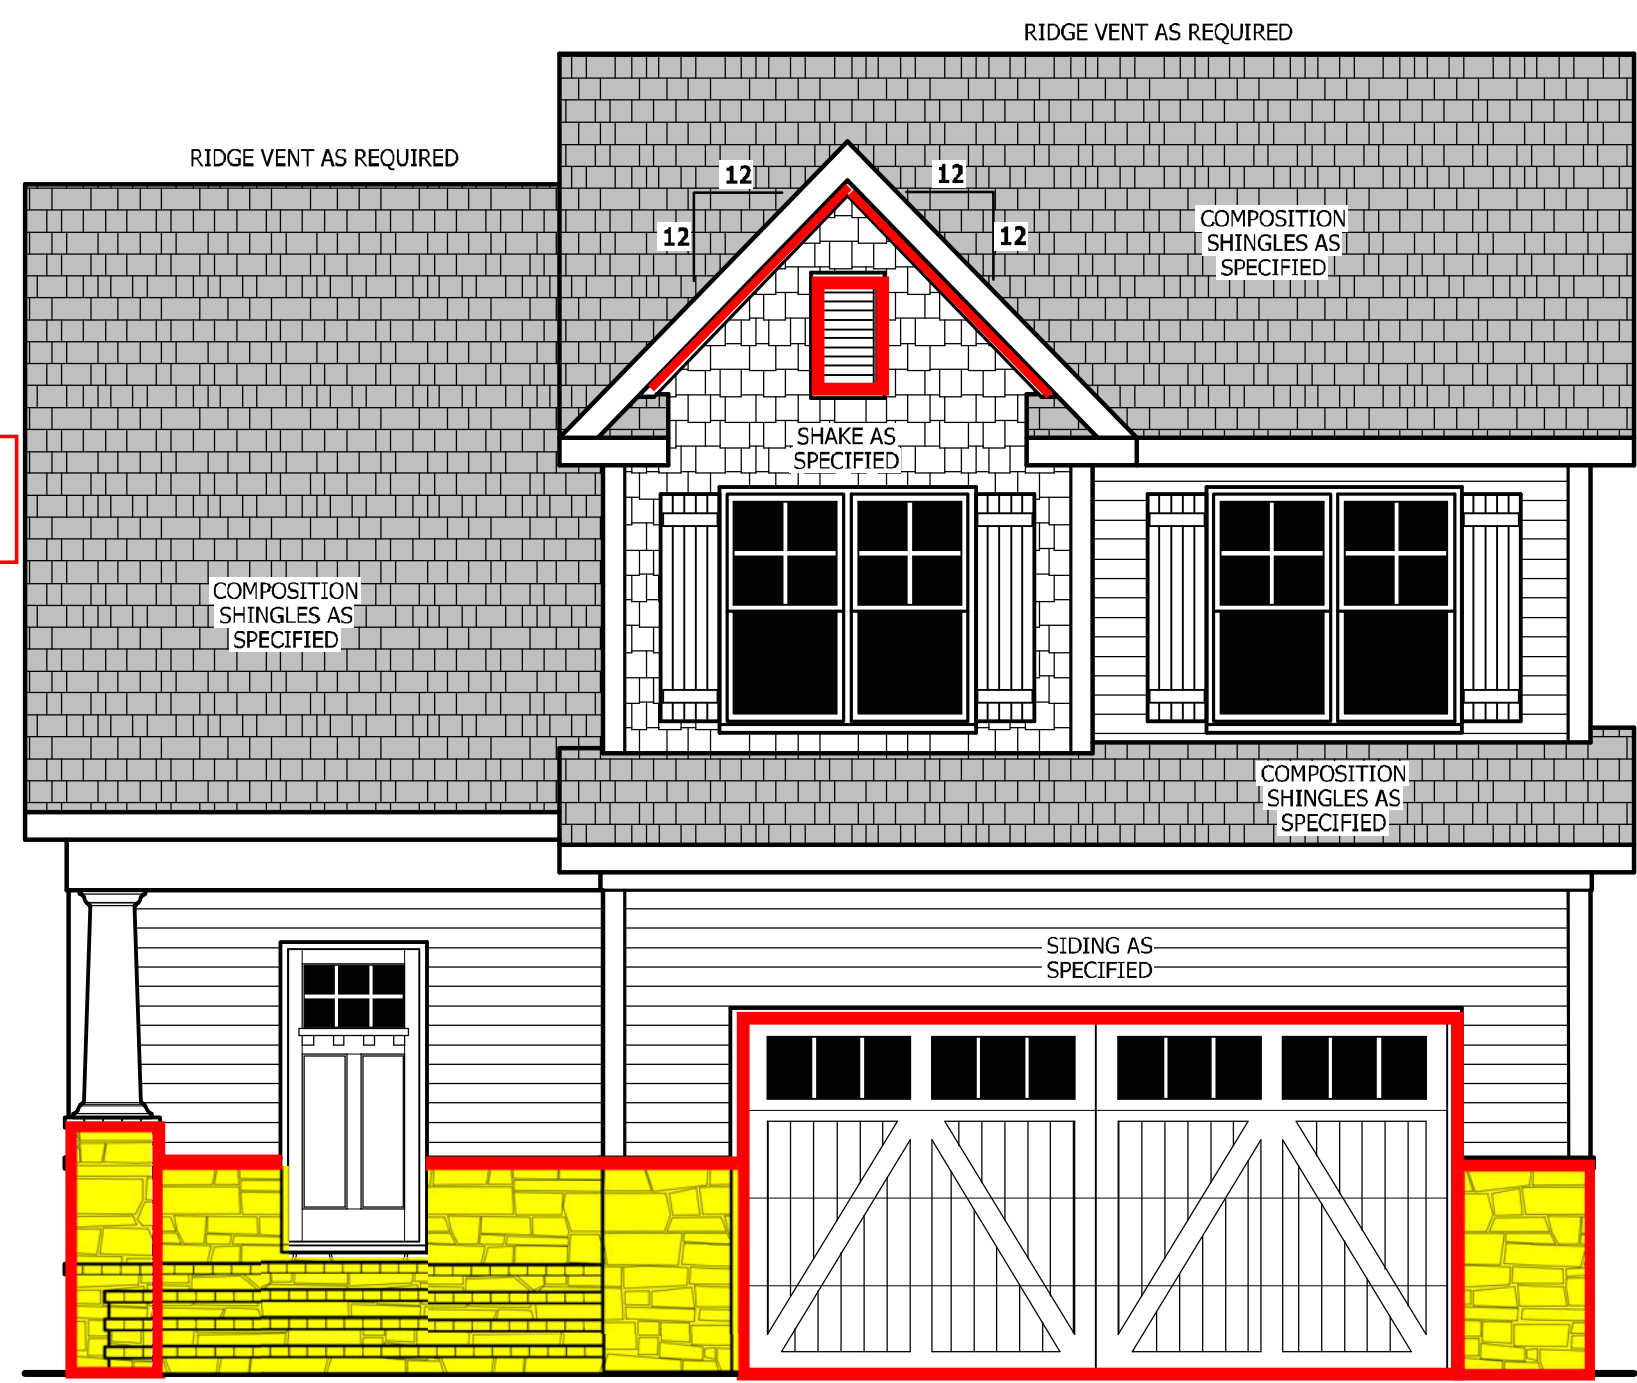 RIDGE VENT AS REQUIRED
RIDGE VENT AS REQUIRED
12
12
12
12
COMPOSITION
SHINGLES AS
SPECIFIED
SHAKE AS
SPECIFIED
COMPOSITION
SHINGLES AS
SPECIFIED
COMPOSITION
SHINGLES AS
SPECIFIED
SIDING AS
SPECIFIED